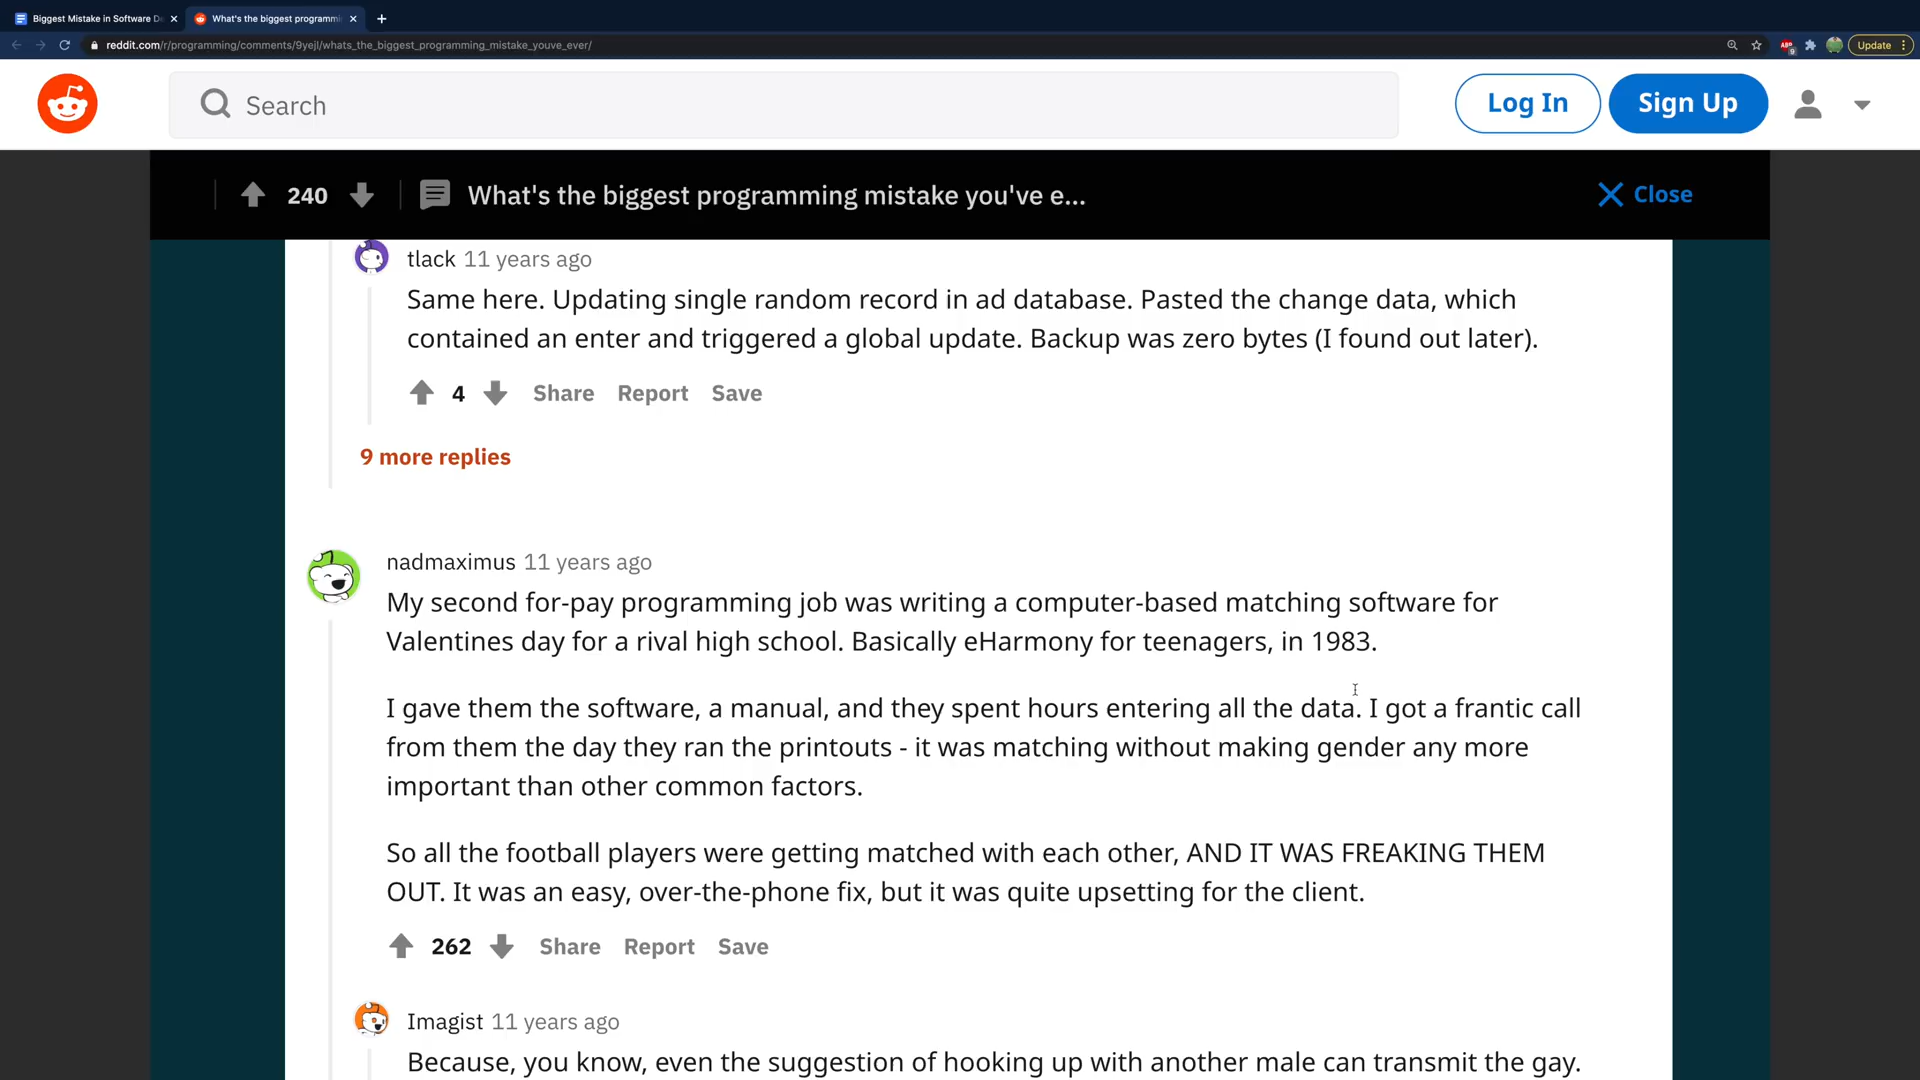 Biggest Mistake in Software De
What's the biggest programmi
reddit.com/r/programming/comments/9yejl/whats_the_biggest_programming_mistake_youve_ever/
ABP
9
Update
Search
Log In
Sign Up
240
What's the biggest programming mistake you've e...
Close
tlack 11 years ago
Same here. Updating single random record in ad database. Pasted the change data, which
contained an enter and triggered a global update. Backup was zero bytes (I found out later).
4 Share Report Save
9 more replies
nadmaximus 11 years ago
My second for-pay programming job was writing a computer-based matching software for
Valentines day for a rival high school. Basically eHarmony for teenagers, in 1983.
I gave them the software, a manual, and they spent hours entering all the data. I got a frantic call
from them the day they ran the printouts - it was matching without making gender any more
important than other common factors.
So all the football players were getting matched with each other, AND IT WAS FREAKING THEM
OUT. It was an easy, over-the-phone fix, but it was quite upsetting for the client.
262 Share Report Save
Imagist 11 years ago
Because, you know, even the suggestion of hooking up with another male can transmit the gay.